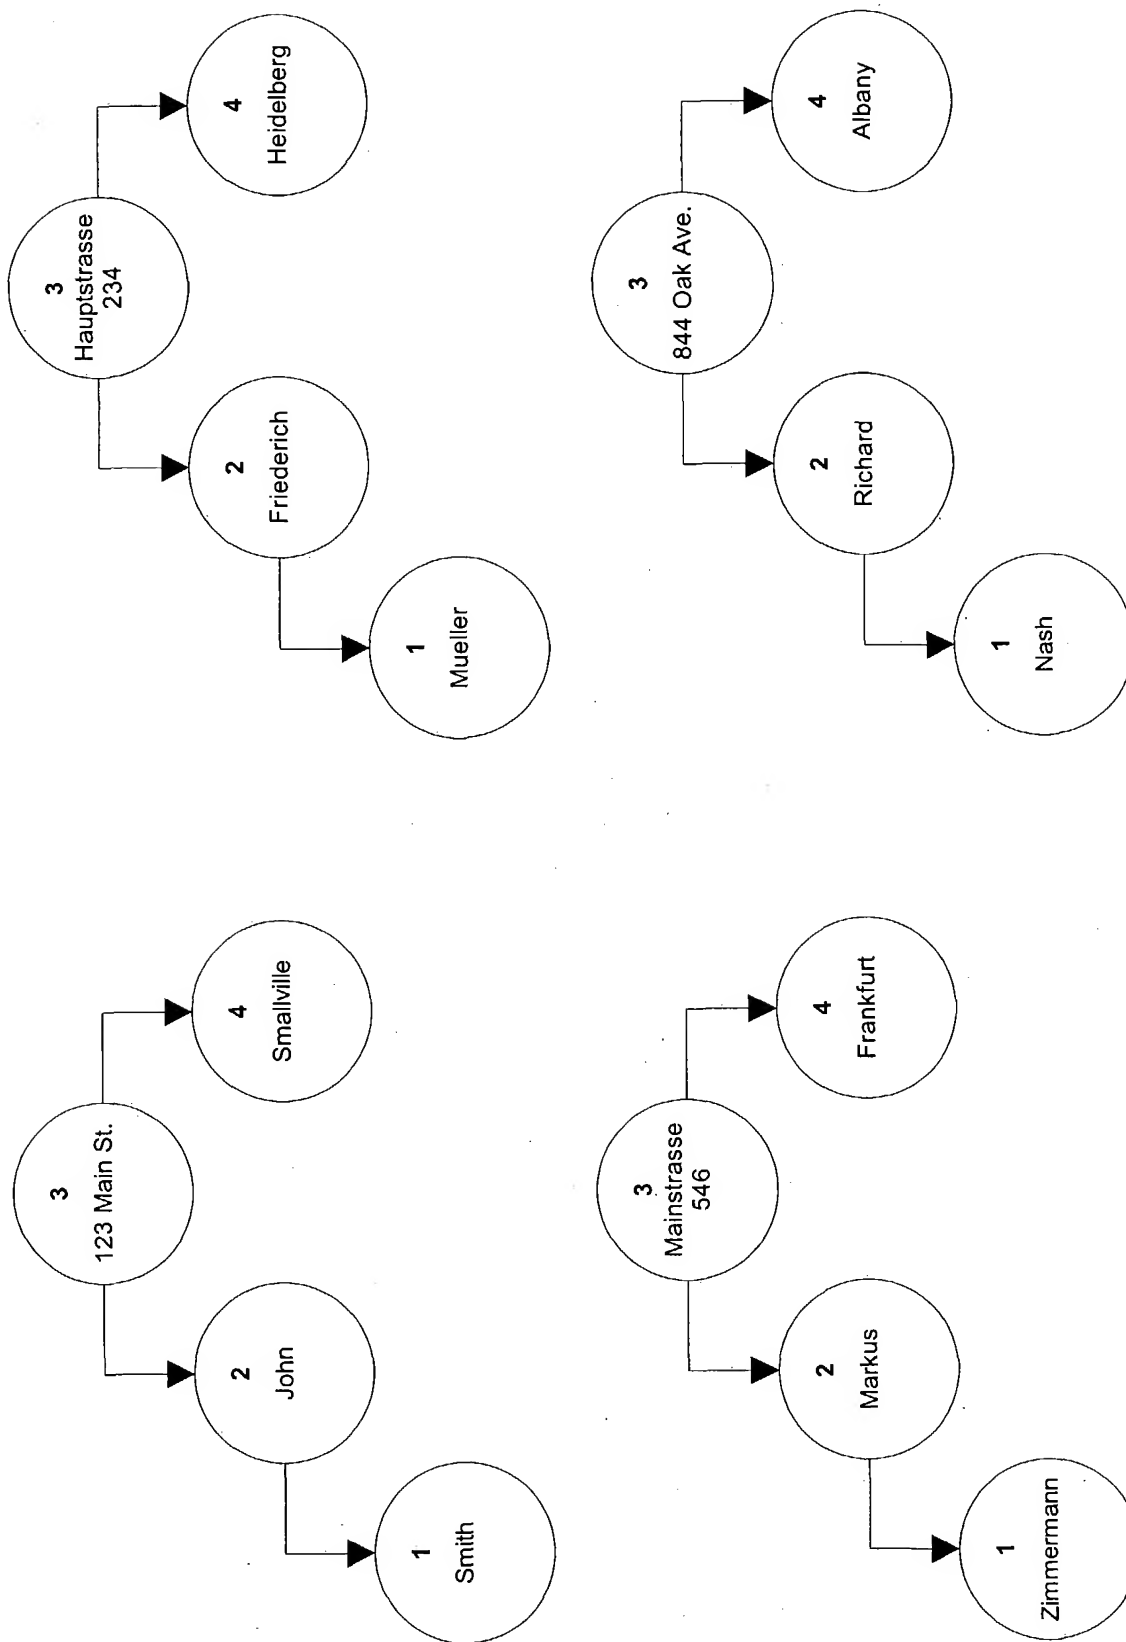 3
123 Main St.
2
John
4
Smallville
1
Smith
3
Hauptstrasse
234
2
Friederich
4
Heidelberg
1
Mueller
3
Mainstrasse
546
2
Markus
4
Frankfurt
1
Zimmermann
3
844 Oak Ave.
2
Richard
4
Albany
1
Nash